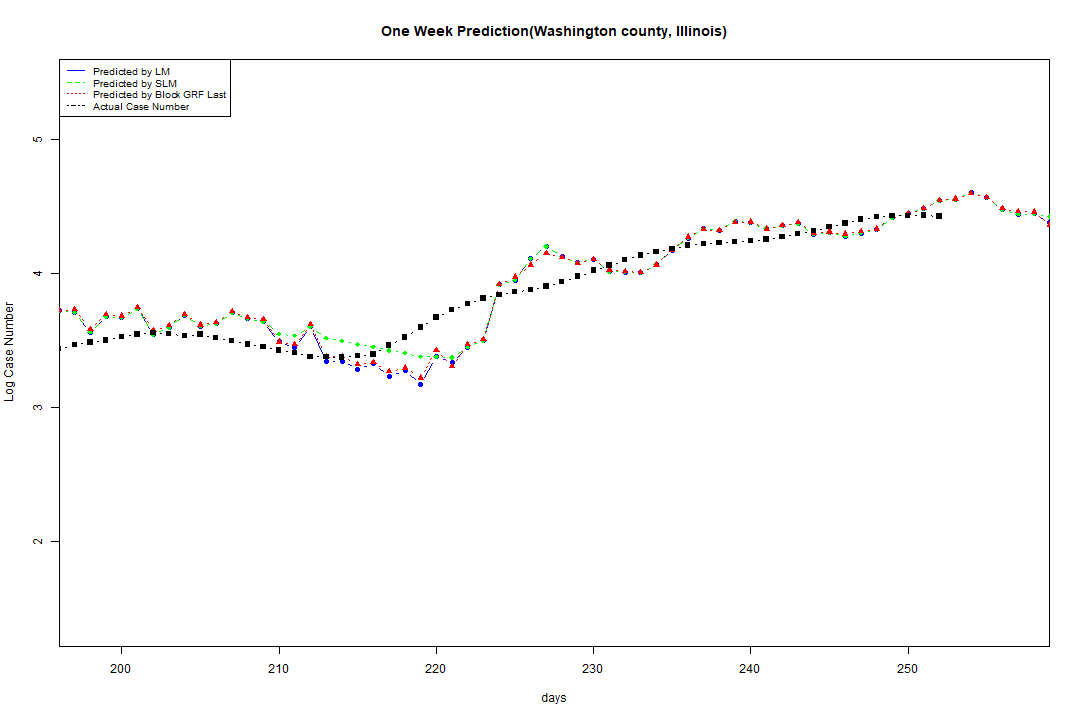 One Week Prediction(Washington county, Illinois)
Predicted by LM
Predicted by SLM
Predicted by Block GRF Last
Actual Case Number
5
4
3
2
Log Case Number
200 210 220 230 240 250
days